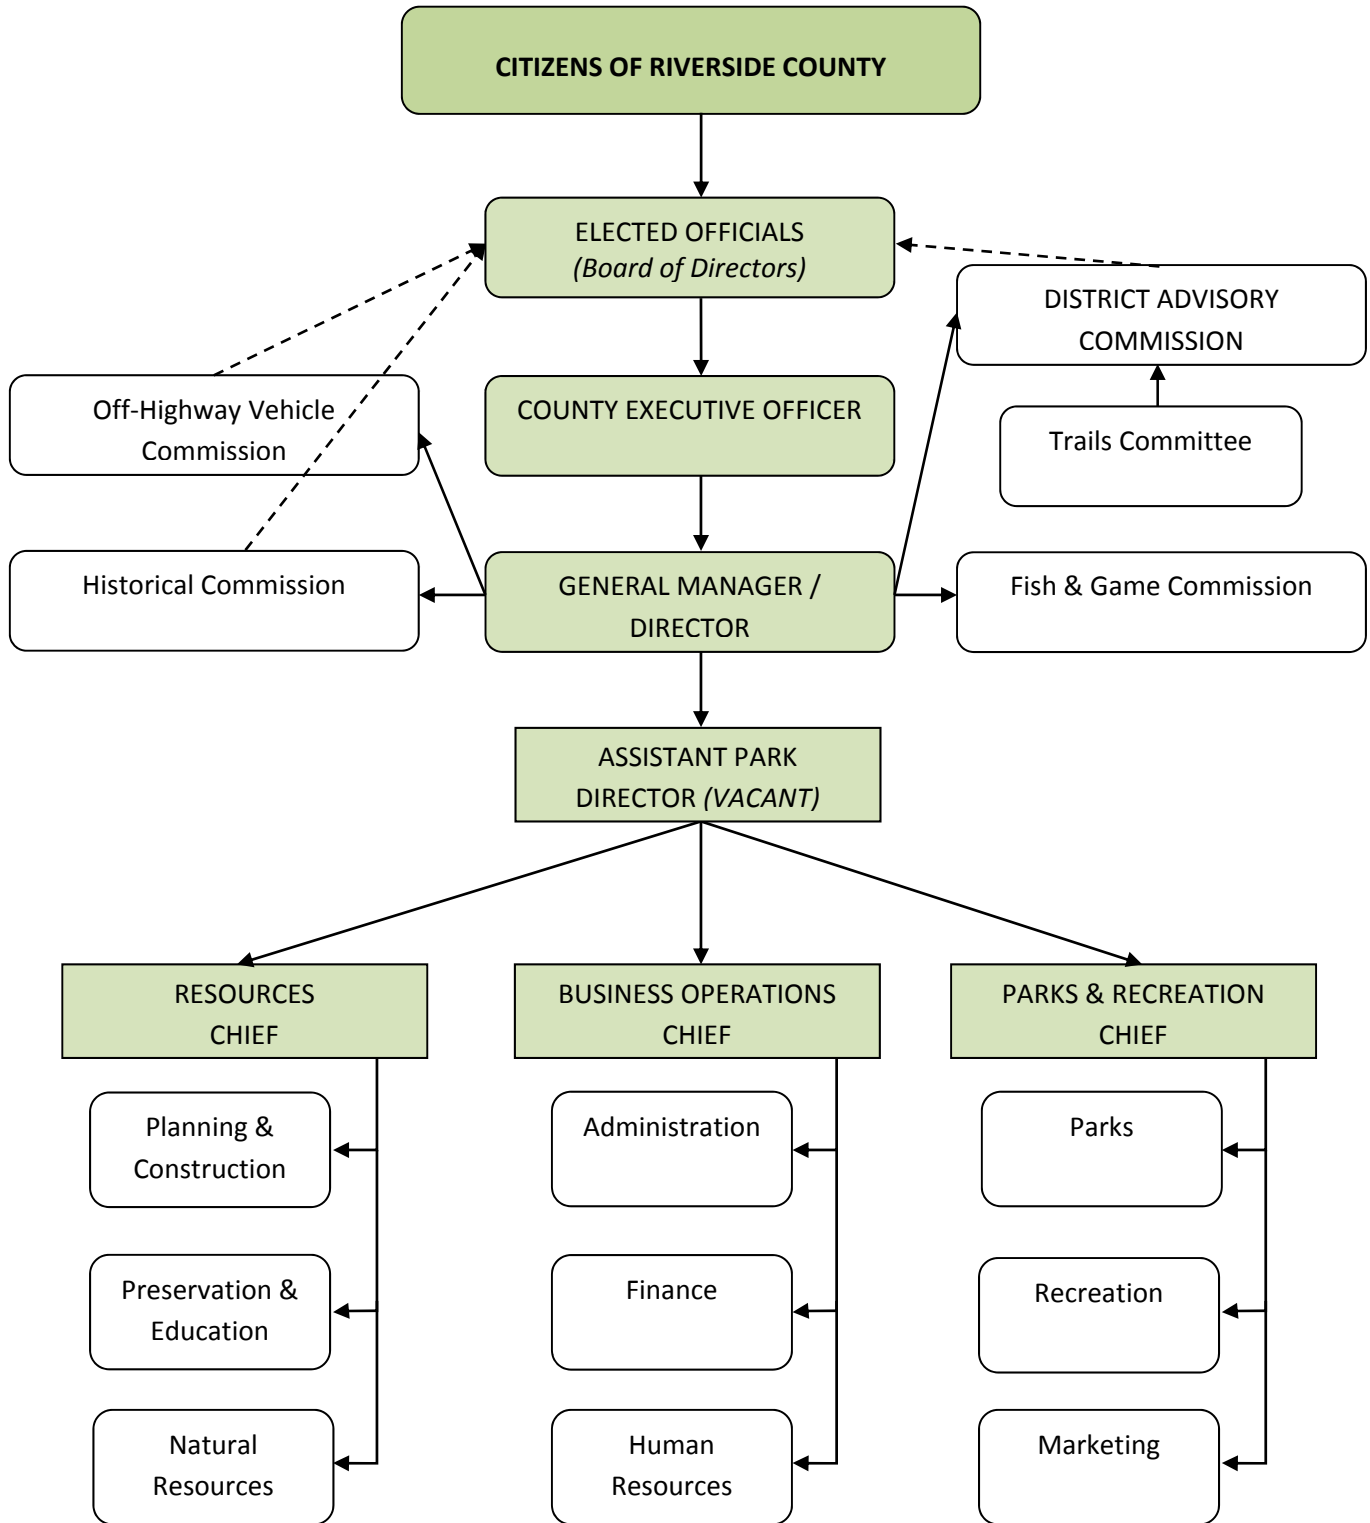 CITIZENS OF RIVERSIDE COUNTY
ELECTED OFFICIALS
(Board of Directors)
DISTRICT ADVISORY
COMMISSION
Off-Highway Vehicle
Commission
COUNTY EXECUTIVE OFFICER
Trails Committee
Historical Commission
GENERAL MANAGER /
DIRECTOR
Fish & Game Commission
ASSISTANT PARK
DIRECTOR (VACANT)
RESOURCES
CHIEF
BUSINESS OPERATIONS
CHIEF
PARKS & RECREATION
CHIEF
Planning &
Construction
Administration
Parks
Preservation &
Education
Finance
Recreation
Natural
Resources
Human
Resources
Marketing